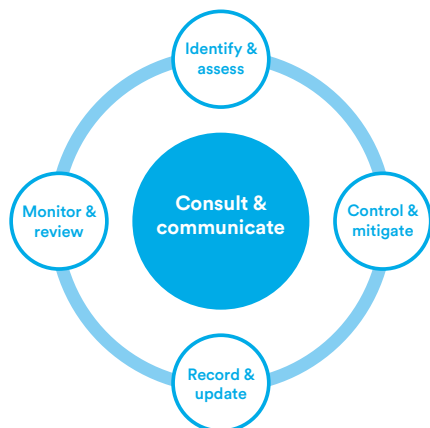 Identify &
assess
Consult &
communicate
Monitor &
review
Control &
mitigate
Record &
update